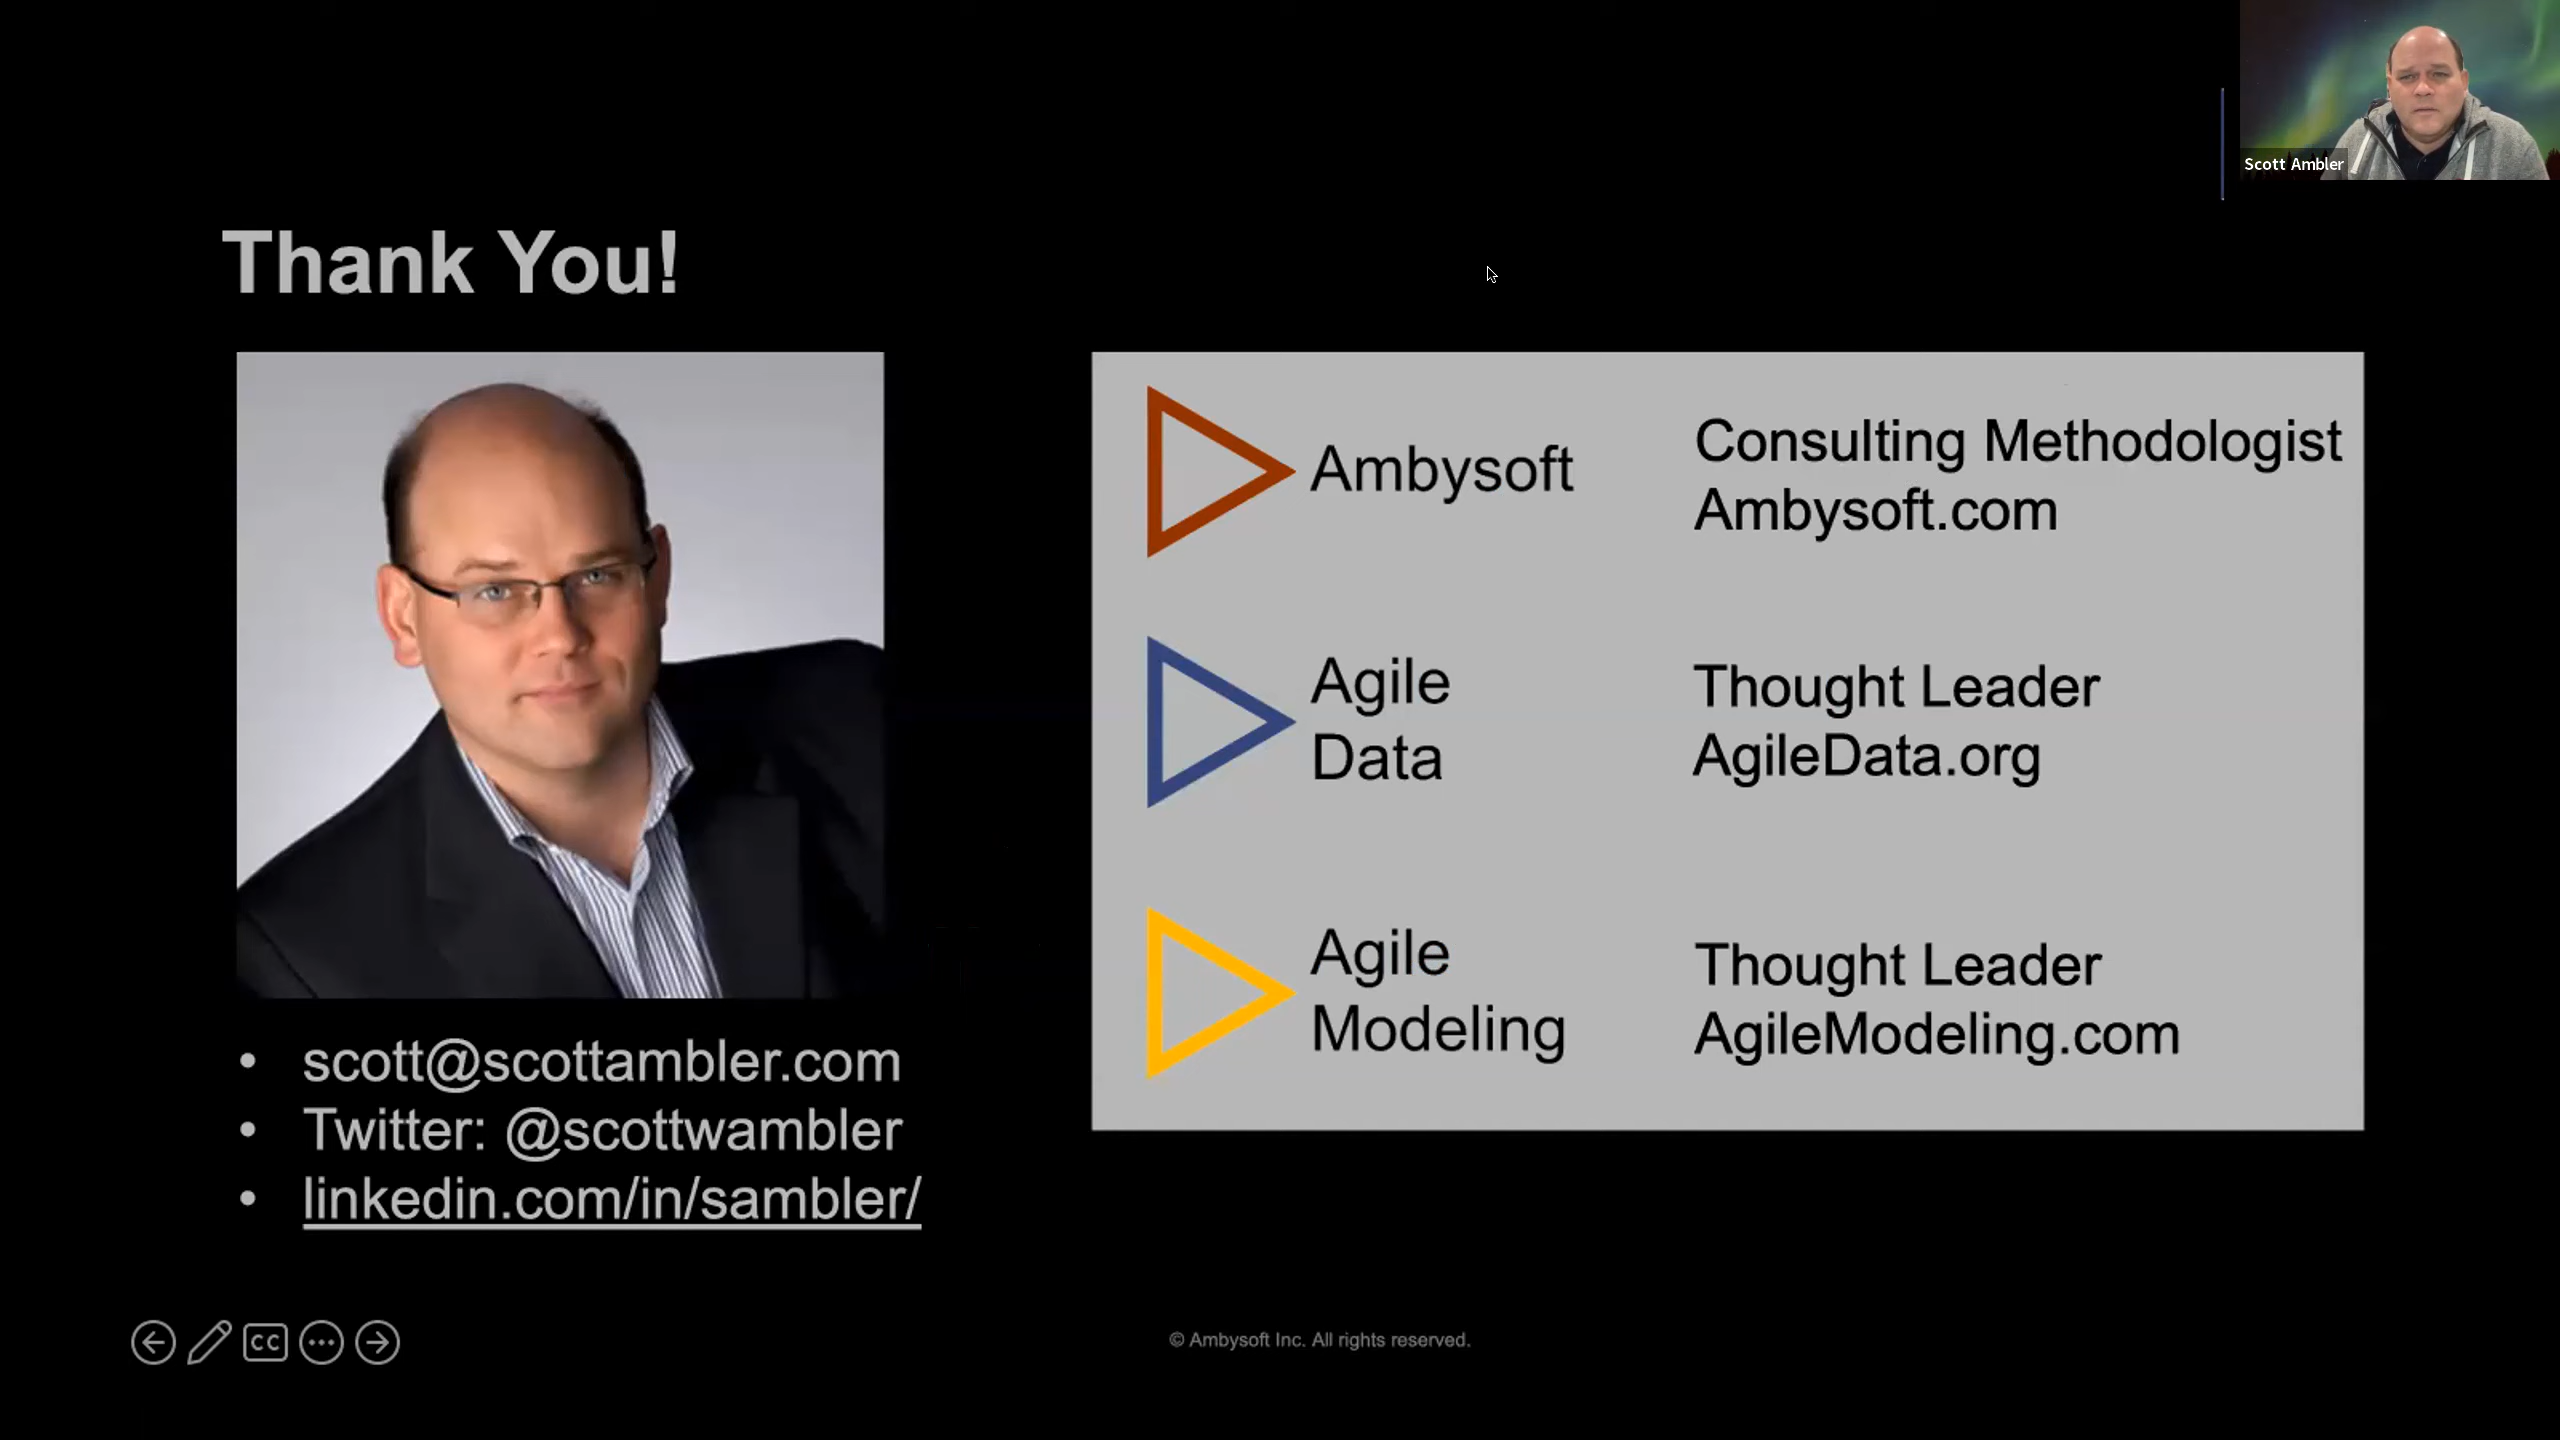 Scott Ambler
Thank You!
Ambysoft
Consulting Methodologist
Ambysoft.com
Agile
Data
Thought Leader
AgileData.org
Agile
Modeling
Thought Leader
AgileModeling.com
• scott@scottambler.com
• Twitter: @scottwambler
• linkedin.com/in/sambler/
CC
© Ambysoft Inc. All rights reserved.